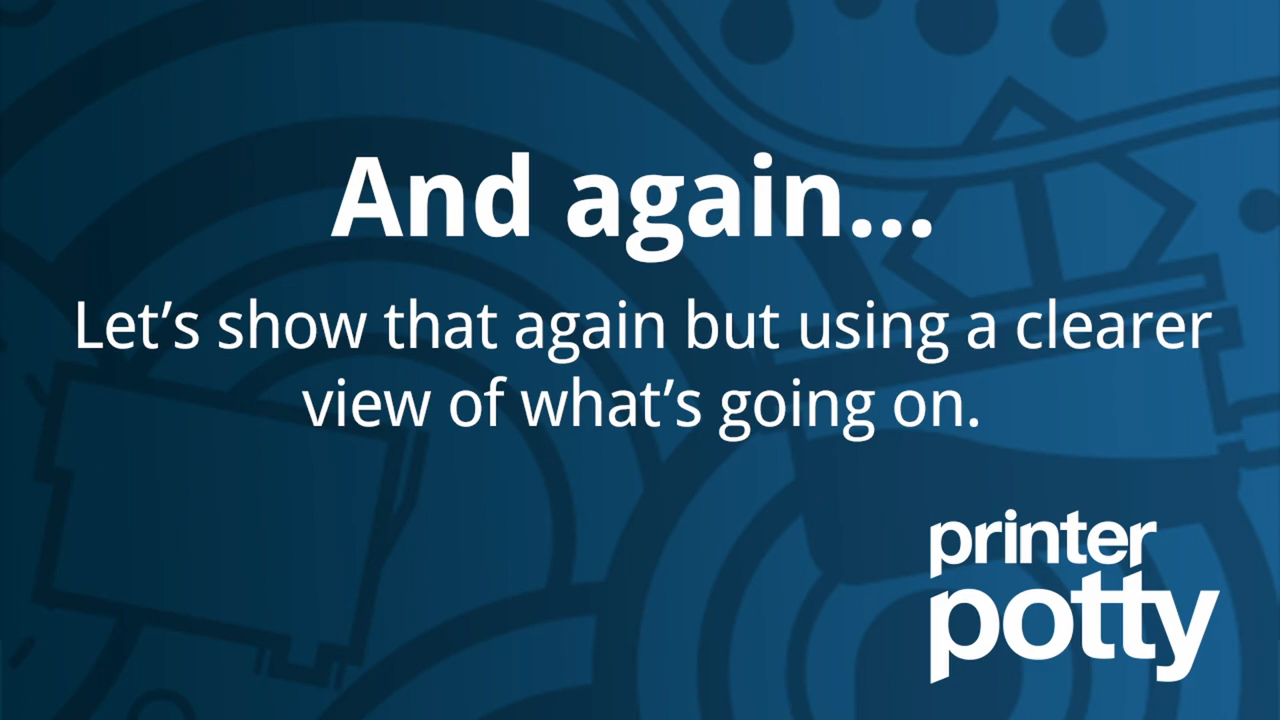 And again...
Let’s show that again but using a clearer
view of what’s going on.
printer
potty